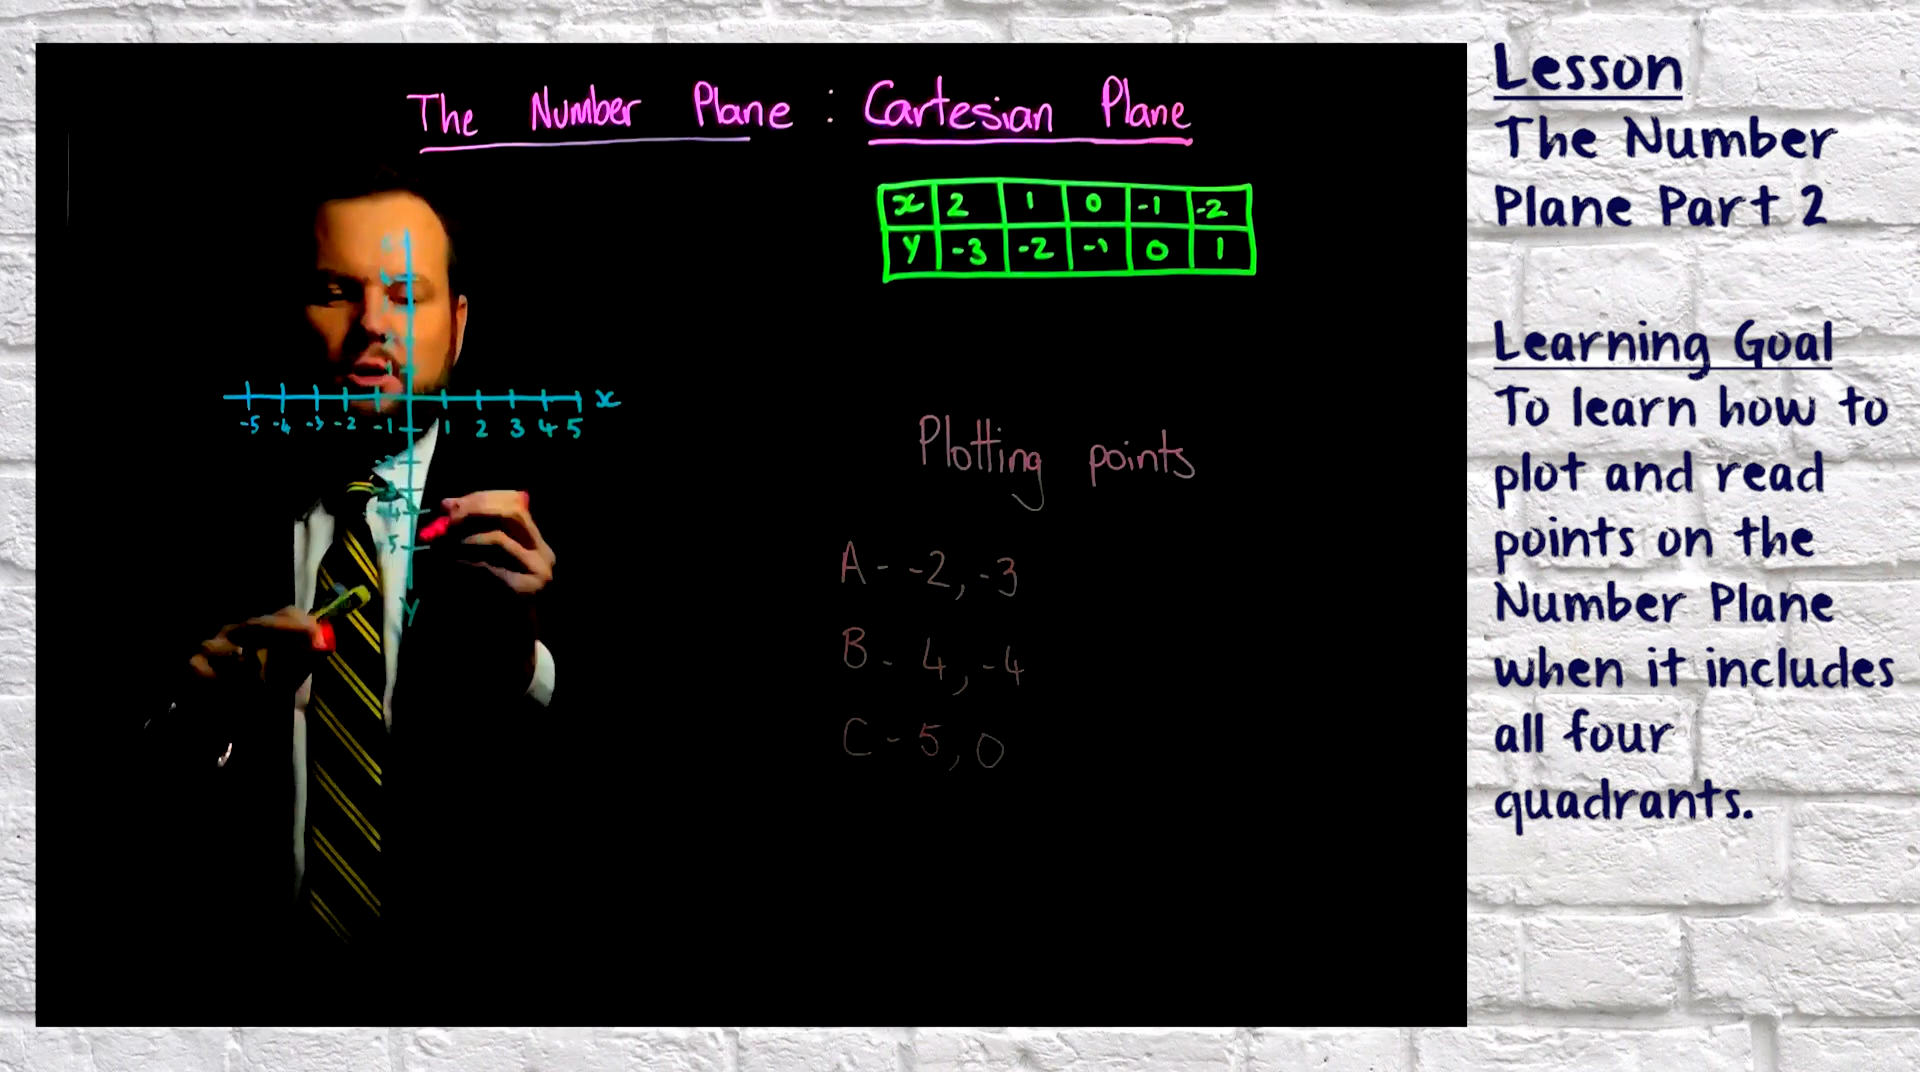 The Number Plane : Cartesian Plane
x 2 1 0 -1 -2
y -3 -2 -1 0 1
x
-5 -4 -3 -2 -1 1 2 3 4 5
-3
-4
-5
Y
Plotting points
A - -2, -3
B - 4, -4
C - 5, 0
Lesson
The Number
Plane Part 2
Learning Goal
To learn how to
plot and read
points on the
Number Plane
when it includes
all four
quadrants.